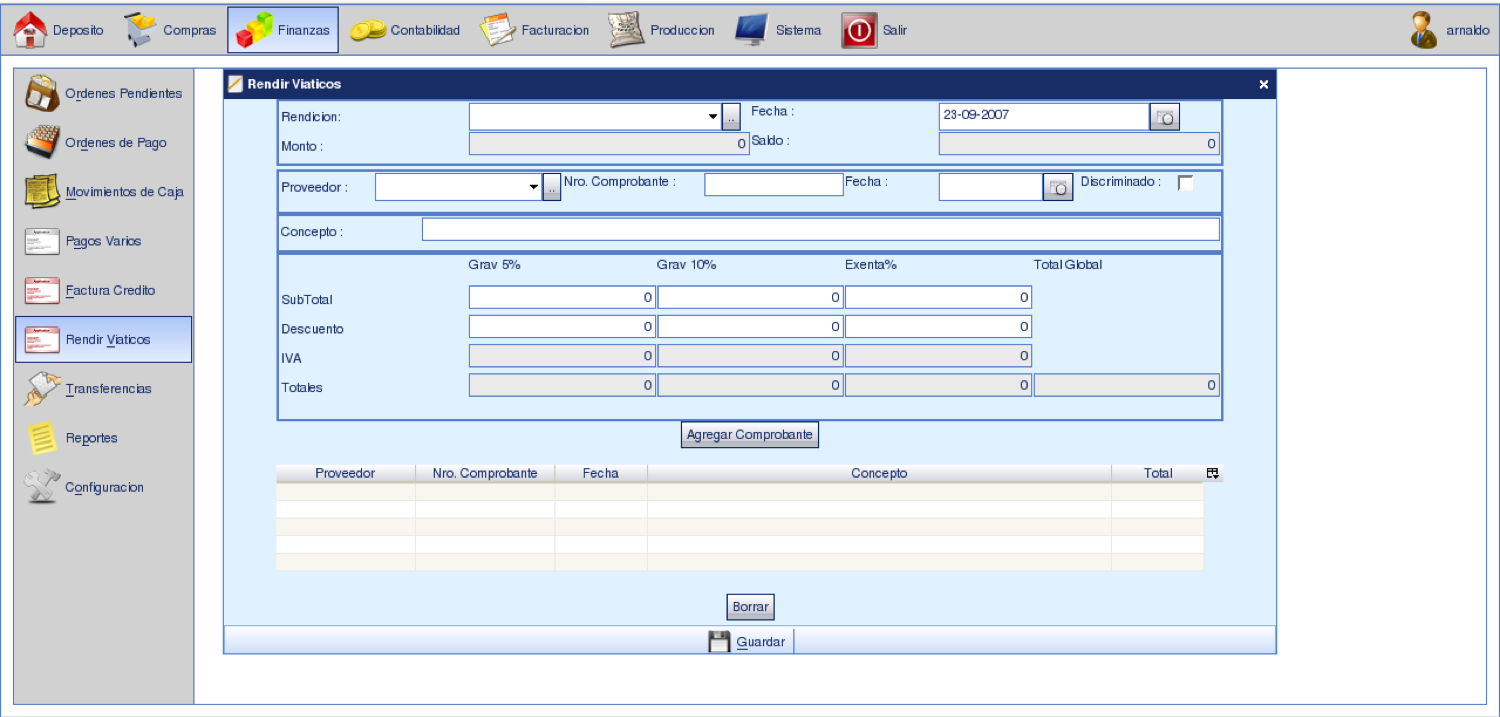 Deposito Compras Finanzas Contabilidad Facturacion Produccion Sistema Salir arnaldo
Ordenes Pendientes
Ordenes de Pago
Movimientos de Caja
Pagos Varios
Factura Credito
Rendir Viaticos
Transferencias
Reportes
Configuracion
Rendir Viaticos x
Rendicion: .. Fecha : 23-09-2007
Monto : 0 Saldo : 0
Proveedor : .. Nro. Comprobante : Fecha : Discriminado :
Concepto :
Grav 5% Grav 10% Exenta% Total Global
SubTotal 0 0 0
Descuento 0 0 0
IVA 0 0 0
Totales 0 0 0 0
Agregar Comprobante
Proveedor Nro. Comprobante Fecha Concepto Total
Borrar
Guardar